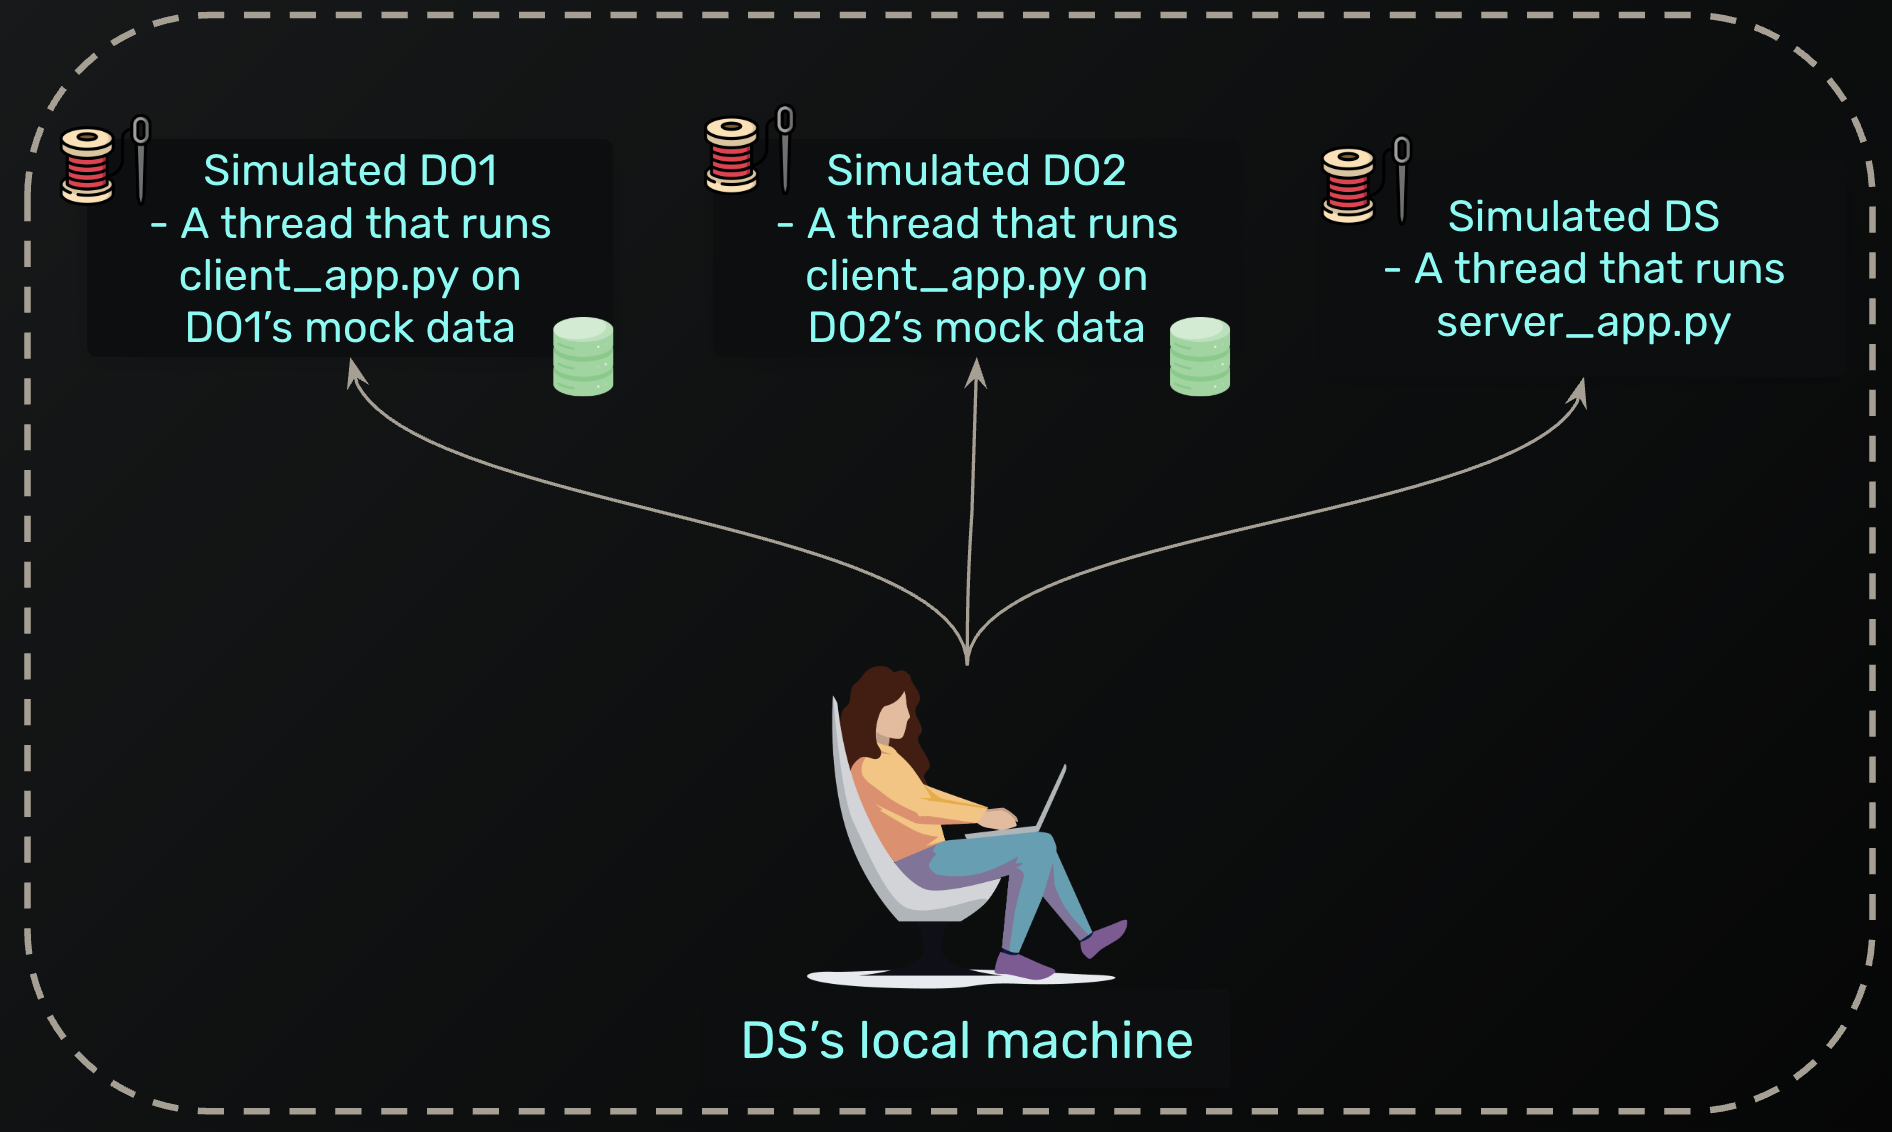 Simulated DO1
- A thread that runs
client_app.py on
DO1’s mock data
Simulated DO2
- A thread that runs
client_app.py on
DO2’s mock data
Simulated DS
- A thread that runs
server_app.py
DS’s local machine